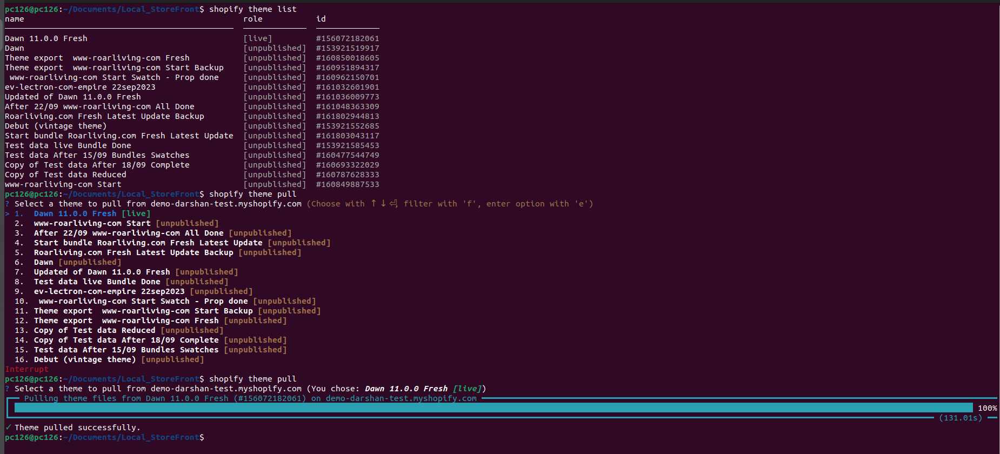 pc126@pc126:~/Documents/Local_StoreFront$ shopify theme list
name role id
Dawn 11.0.0 Fresh [live] #156072182061
Dawn [unpublished] #153921519917
Theme export  www-roarliving-com Fresh [unpublished] #160850018605
Theme export  www-roarliving-com Start Backup [unpublished] #160951894317
www-roarliving-com Start Swatch - Prop done [unpublished] #160962150701
ev-lectron-com-empire 22sep2023 [unpublished] #161032601901
Updated of Dawn 11.0.0 Fresh [unpublished] #161036009773
After 22/09 www-roarliving-com All Done [unpublished] #161048363309
Roarliving.com Fresh Latest Update Backup [unpublished] #161802944813
Debut (vintage theme) [unpublished] #153921552685
Start bundle Roarliving.com Fresh Latest Update [unpublished] #161803043117
Test data live Bundle Done [unpublished] #153921585453
Test data After 15/09 Bundles Swatches [unpublished] #160477544749
Copy of Test data After 18/09 Complete [unpublished] #160693322029
Copy of Test data Reduced [unpublished] #160787628333
www-roarliving-com Start [unpublished] #160849887533
pc126@pc126:~/Documents/Local_StoreFront$ shopify theme pull
? Select a theme to pull from demo-darshan-test.myshopify.com (Choose with ↑ ↓ ⏎, filter with 'f', enter option with 'e')
> 1. Dawn 11.0.0 Fresh [live]
2. www-roarliving-com Start [unpublished]
3. After 22/09 www-roarliving-com All Done [unpublished]
4. Start bundle Roarliving.com Fresh Latest Update [unpublished]
5. Roarliving.com Fresh Latest Update Backup [unpublished]
6. Dawn [unpublished]
7. Updated of Dawn 11.0.0 Fresh [unpublished]
8. Test data live Bundle Done [unpublished]
9. ev-lectron-com-empire 22sep2023 [unpublished]
10. www-roarliving-com Start Swatch - Prop done [unpublished]
11. Theme export  www-roarliving-com Start Backup [unpublished]
12. Theme export  www-roarliving-com Fresh [unpublished]
13. Copy of Test data Reduced [unpublished]
14. Copy of Test data After 18/09 Complete [unpublished]
15. Test data After 15/09 Bundles Swatches [unpublished]
16. Debut (vintage theme) [unpublished]
Interrupt
pc126@pc126:~/Documents/Local_StoreFront$ shopify theme pull
? Select a theme to pull from demo-darshan-test.myshopify.com (You chose: Dawn 11.0.0 Fresh [live])
Pulling theme files from Dawn 11.0.0 Fresh (#156072182061) on demo-darshan-test.myshopify.com
100%
(131.01s)
✓ Theme pulled successfully.
pc126@pc126:~/Documents/Local_StoreFront$